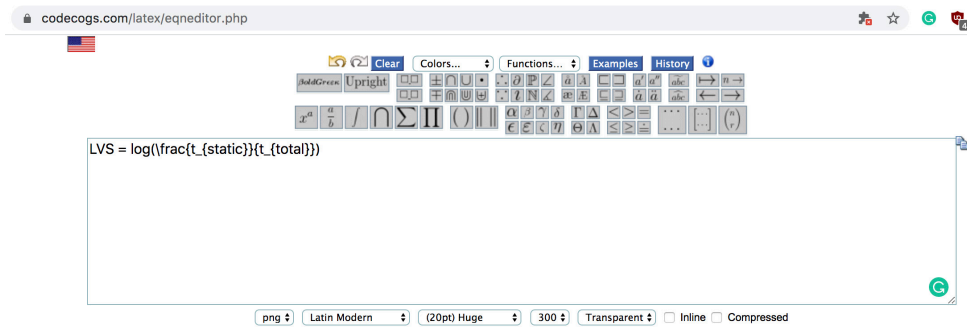 codecogs.com/latex/eqneditor.php
Clear Colors... Functions... Examples History
BoldGreen Upright
LVS = log(\frac{t_{static}}{t_{total}})
png Latin Modern (20pt) Huge 300 Transparent Inline Compressed